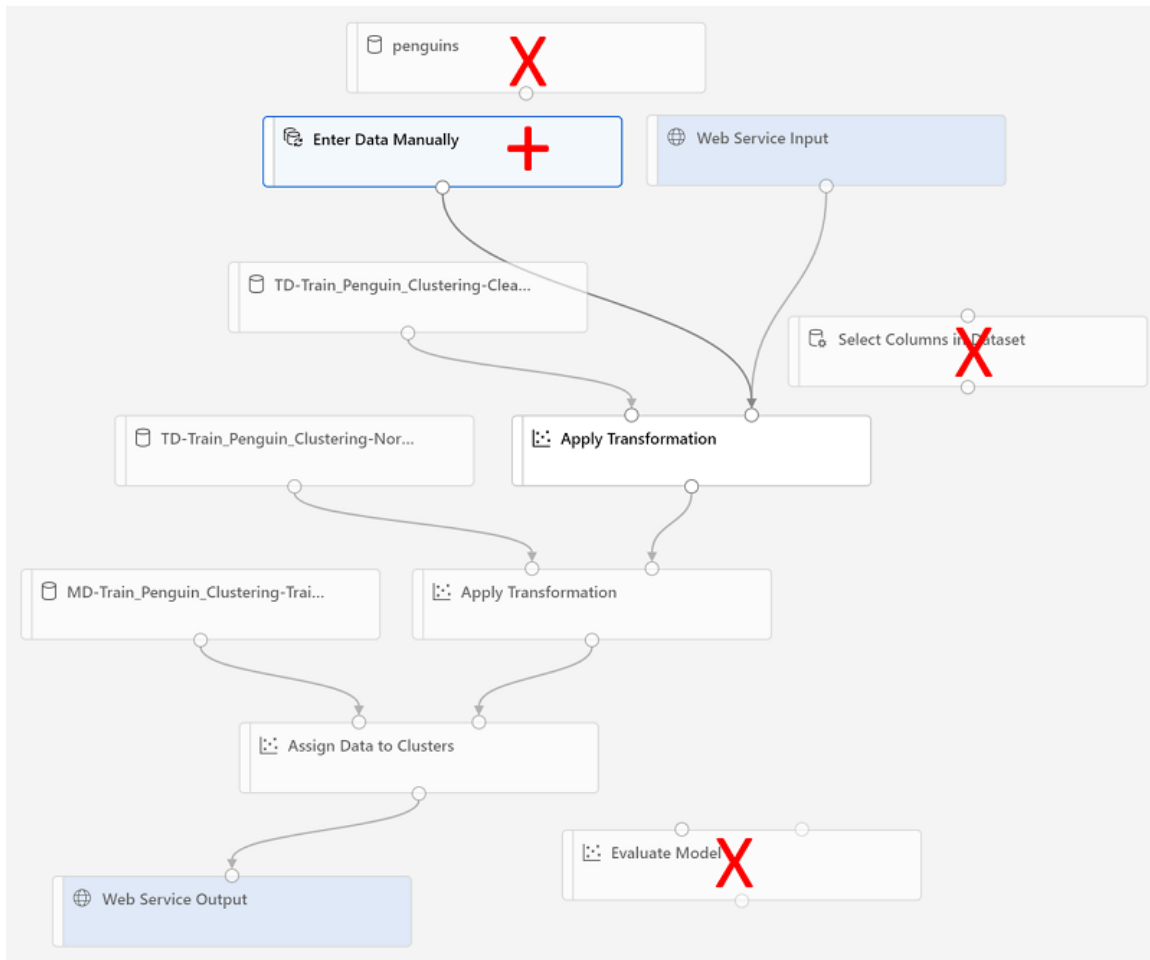 penguins
X
Enter Data Manually
+
Web Service Input
TD-Train_Penguin_Clustering-Clea...
Select Columns in Dataset
X
TD-Train_Penguin_Clustering-Nor...
Apply Transformation
MD-Train_Penguin_Clustering-Trai...
Apply Transformation
Assign Data to Clusters
Evaluate Model
X
Web Service Output